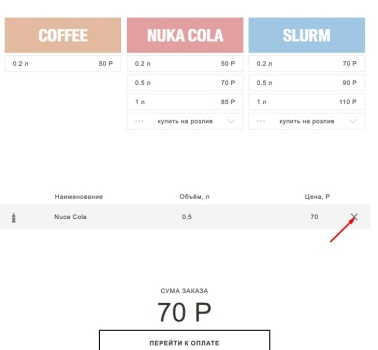 COFFEE NUKA COLA SLURM
0.2 л 50 Р 0.2 л 50 Р 0.2 л 70 Р
0.5 л 70 Р 0.5 л 90 Р
1 л 85 Р 1 л 110 Р
--- купить на розлив --- купить на розлив
Наименование Объём, л Цена, Р
Nuca Cola 0.5 70
СУМА ЗАКАЗА
70 Р
ПЕРЕЙТИ К ОПЛАТЕ